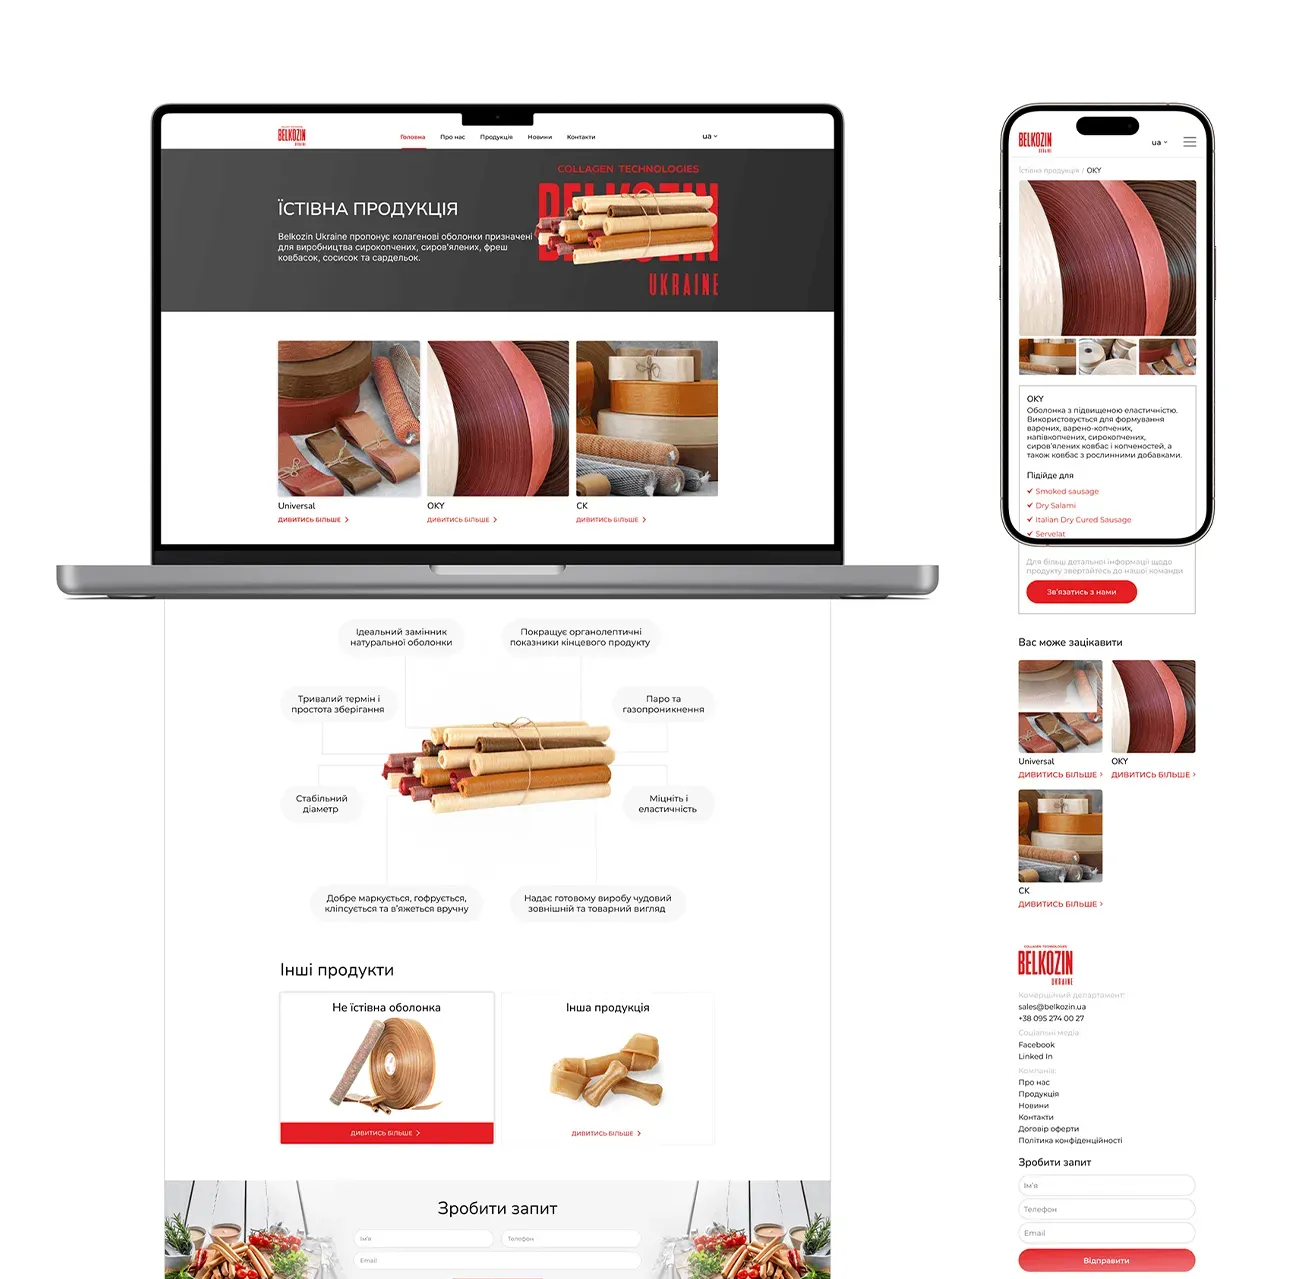 BELKOZIN
UKRAINE
Головна
Про нас
Продукція
Новини
Контакти
ua
COLLAGEN TECHNOLOGIES
BELKOZIN
UKRAINE
ЇСТІВНА ПРОДУКЦІЯ
Belkozin Ukraine пропонує колагенові оболонки призначені
для виробництва сирокопчених, сиров'ялених, фреш
ковбасок, сосисок та сардельок.
Universal
ДИВИТИСЬ БІЛЬШЕ
OKY
ДИВИТИСЬ БІЛЬШЕ
СК
ДИВИТИСЬ БІЛЬШЕ
Ідеальний замінник
натуральної оболонки
Покращує органолептичні
показники кінцевого продукту
Тривалий термін і
простота зберігання
Паро та
газопроникнення
Стабільний
діаметр
Міцніть і
еластичність
Добре маркується, гофрується,
кліпсується та в'яжеться вручну
Надає готовому виробу чудовий
зовнішній та товарний вигляд
Інші продукти
Не їстівна оболонка
ДИВИТИСЬ БІЛЬШЕ
Інша продукція
ДИВИТИСЬ БІЛЬШЕ
Зробити запит
Ім'я
Телефон
Email
BELKOZIN
UKRAINE
ua
Їстівна продукція / OKY
OKY
Оболонка з підвищеною еластичністю.
Використовується для формування
варених, варено-копчених,
напівкопчених, сирокопчених,
сиров'ялених ковбас і копченостей, а
також ковбас з рослинними добавками.
Підійде для
Smoked sausage
Dry Salami
Italian Dry Cured Sausage
Servelat
Для більш детальної інформації щодо
продукту звертайтесь до нашої команди
Зв'язатись з нами
Вас може зацікавити
Universal
ДИВИТИСЬ БІЛЬШЕ
OKY
ДИВИТИСЬ БІЛЬШЕ
СК
ДИВИТИСЬ БІЛЬШЕ
COLLAGEN TECHNOLOGIES
BELKOZIN
UKRAINE
Комерційний департамент:
sales@belkozin.ua
+38 095 274 00 27
Соціальні медіа:
Facebook
Linked In
Компанія:
Про нас
Продукція
Новини
Контакти
Договір оферти
Політика конфіденційності
Зробити запит
Ім'я
Телефон
Email
Відправити